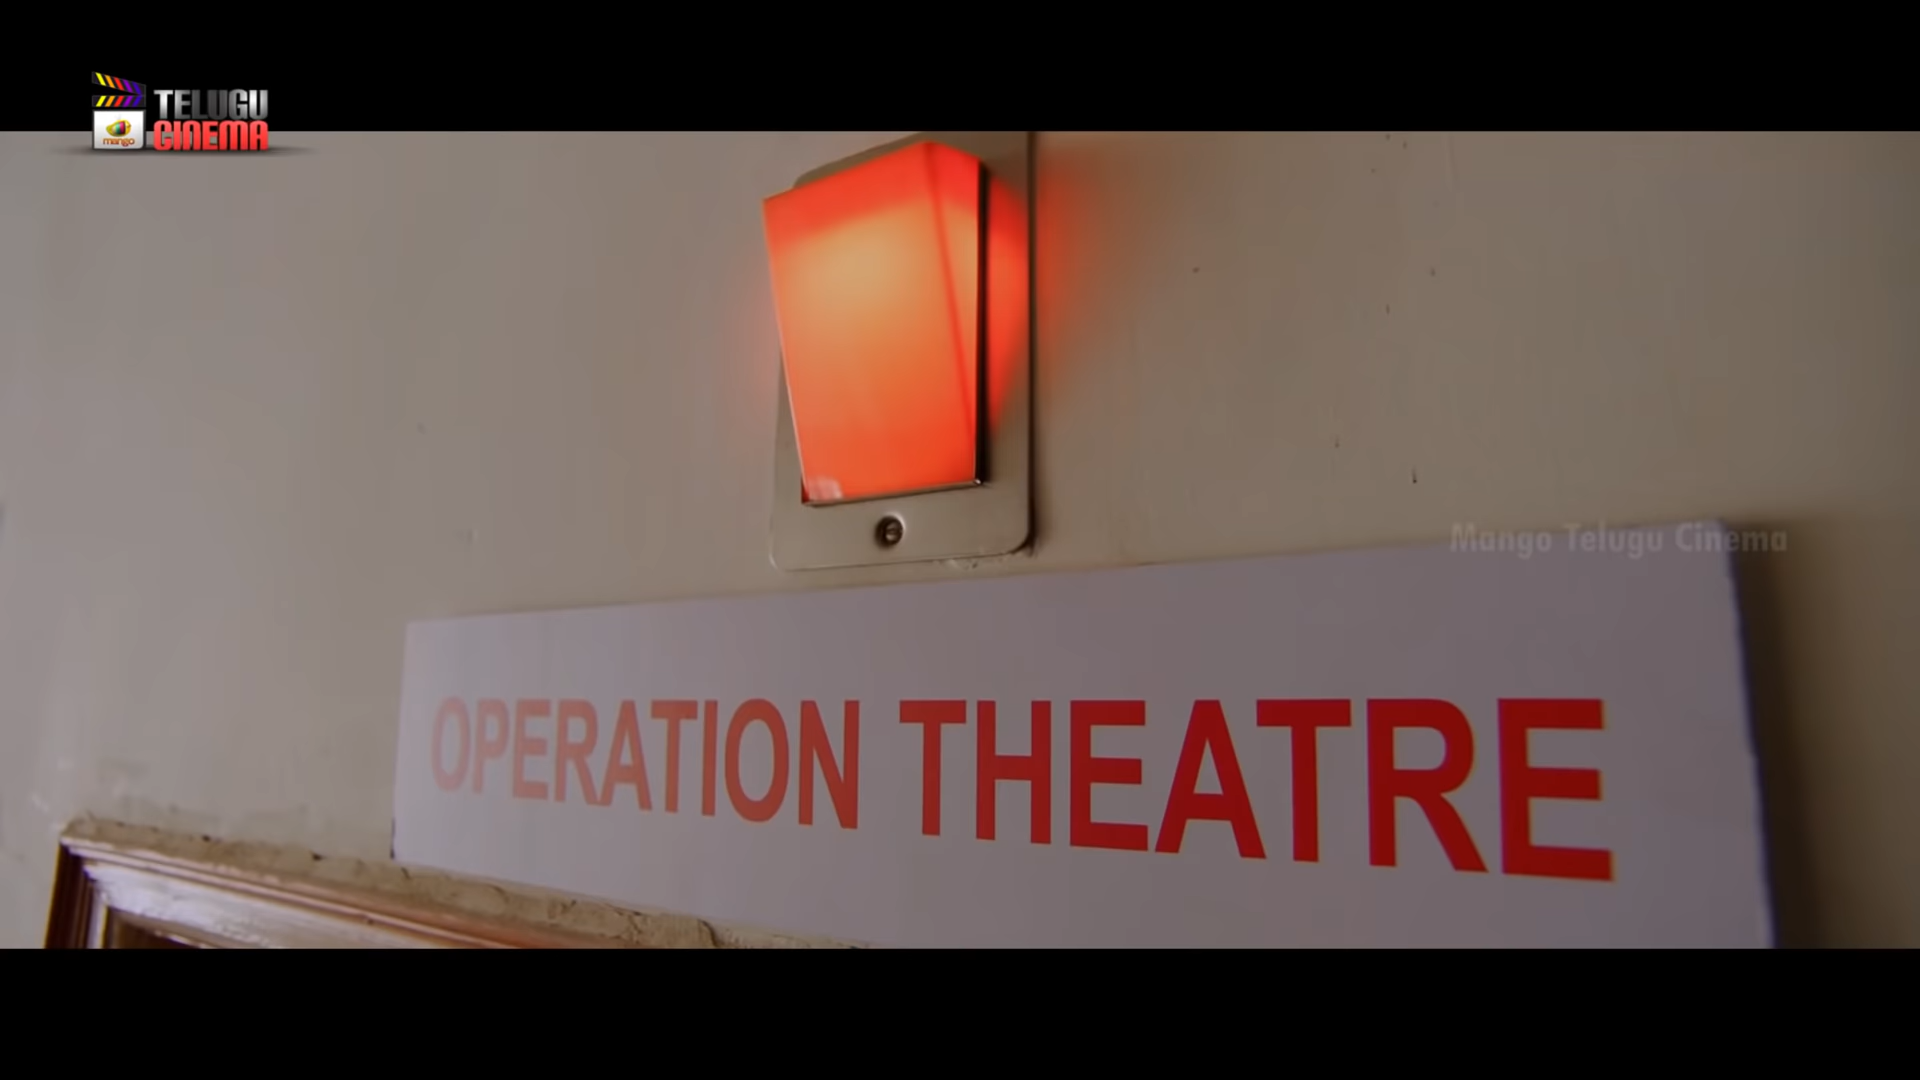 TELUGU
CINEMA
mango
Mango Telugu Cinema
OPERATION THEATRE